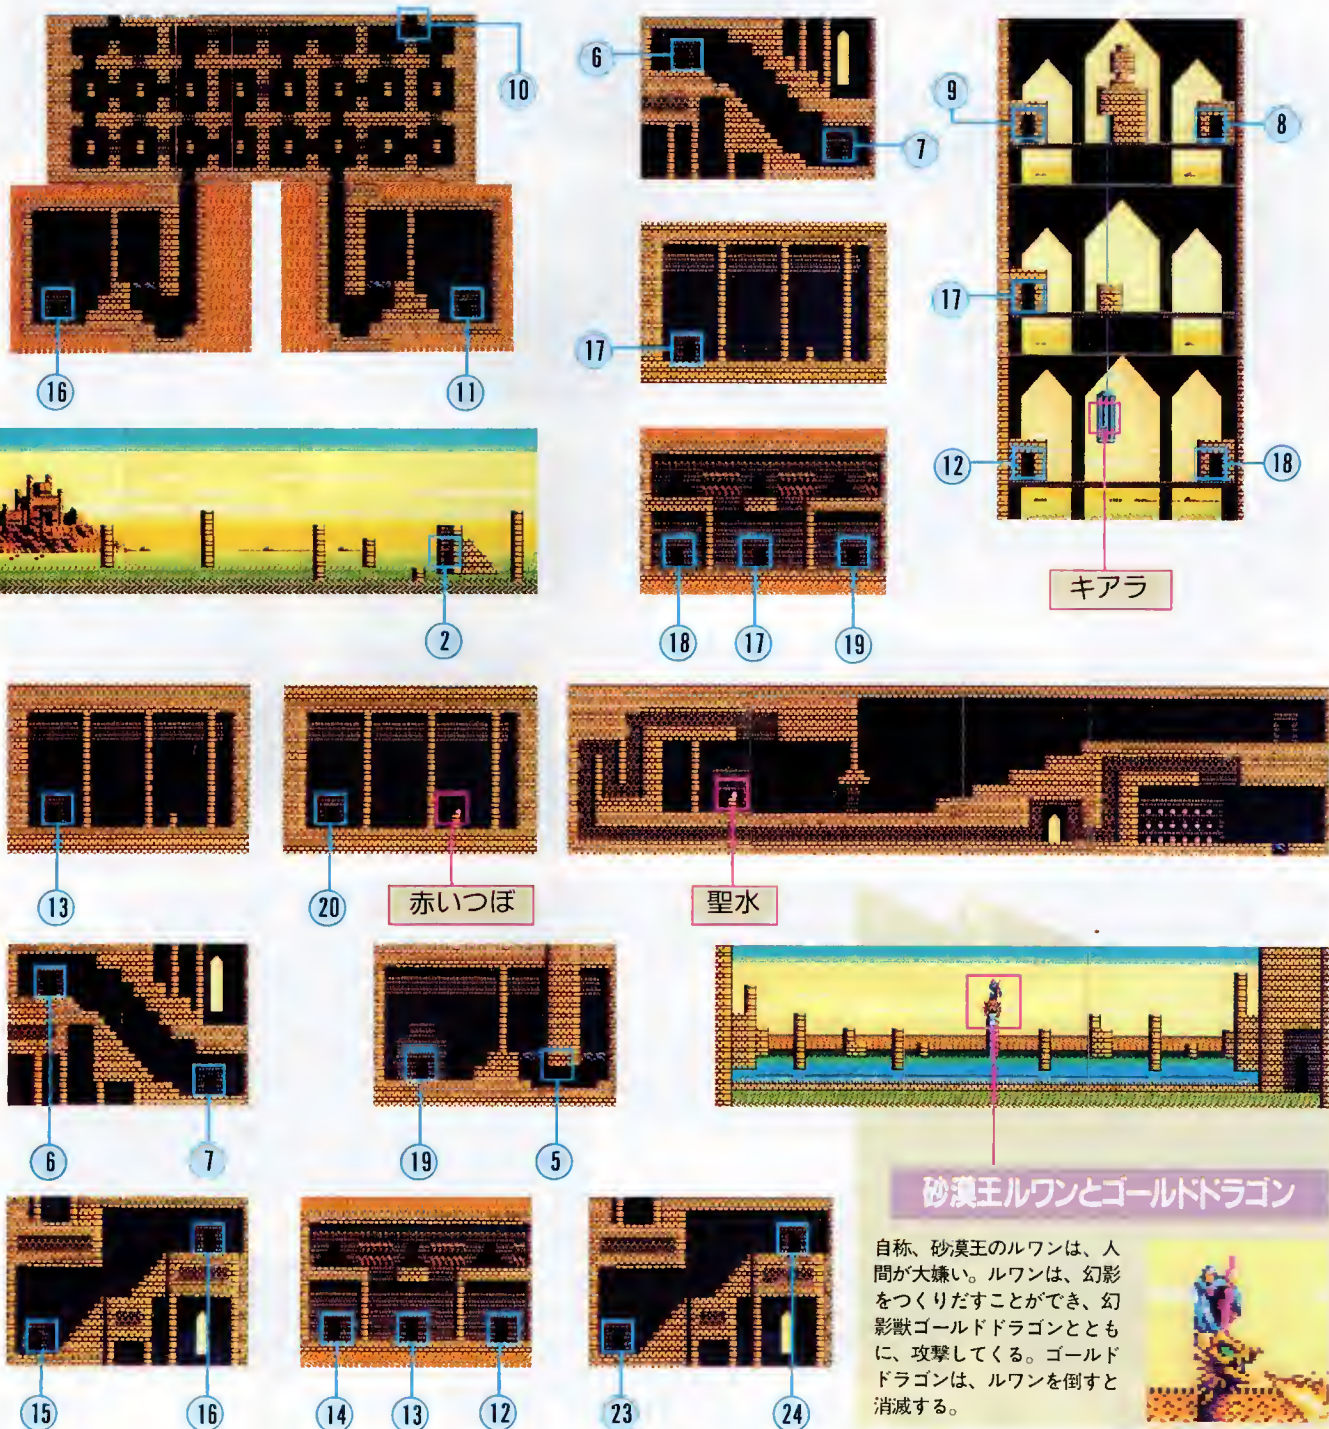 10
6
7
9
8
16
11
17
17
12
18
キアラ
2
18
17
19
13
20
赤いつぼ
聖水
6
7
19
5
砂漠王ルワンとゴールドドラゴン
自称、砂漠王のルワンは、人
間が大嫌い。ルワンは、幻影
をつくりだすことができ、幻
影獣ゴールドドラゴンととも
に、攻撃してくる。ゴールド
ドラゴンは、ルワンを倒すと
消滅する。
15
16
14
13
12
23
24